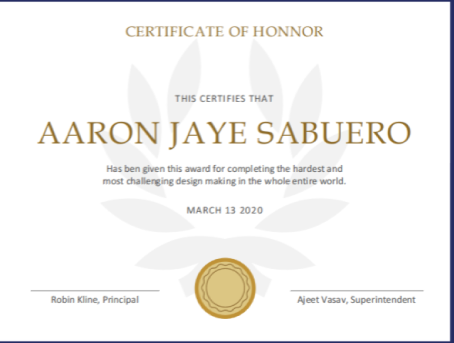 CERTIFICATE OF HONNOR
THIS CERTIFIES THAT
AARON JAYE SABUERO
Has ben given this award for completing the hardest and
most challenging design making in the whole entire world.
MARCH 13 2020
Robin Kline, Principal
Ajeet Vasav, Superintendent